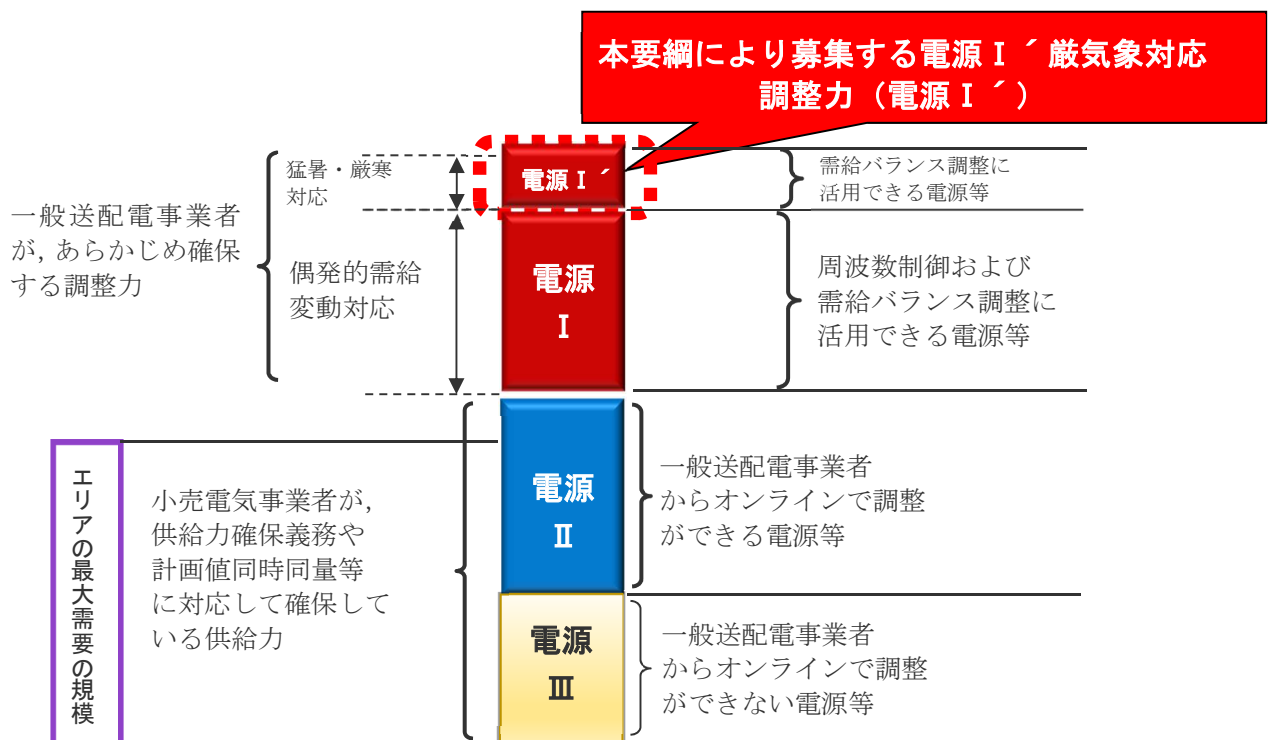 本要綱により募集する電源Ⅰ´厳気象対応
調整力（電源Ⅰ´）
一般送配電事業者
が，あらかじめ確保
する調整力
猛暑・厳寒
対応
電源Ⅰ´
需給バランス調整に
活用できる電源等
偶発的需給
変動対応
電源
Ⅰ
周波数制御および
需給バランス調整に
活用できる電源等
エリアの最大需要の規模
小売電気事業者が，
供給力確保義務や
計画値同時同量等
に対応して確保して
いる供給力
電源
Ⅱ
一般送配電事業者
からオンラインで調整
ができる電源等
電源
Ⅲ
一般送配電事業者
からオンラインで調整
ができない電源等